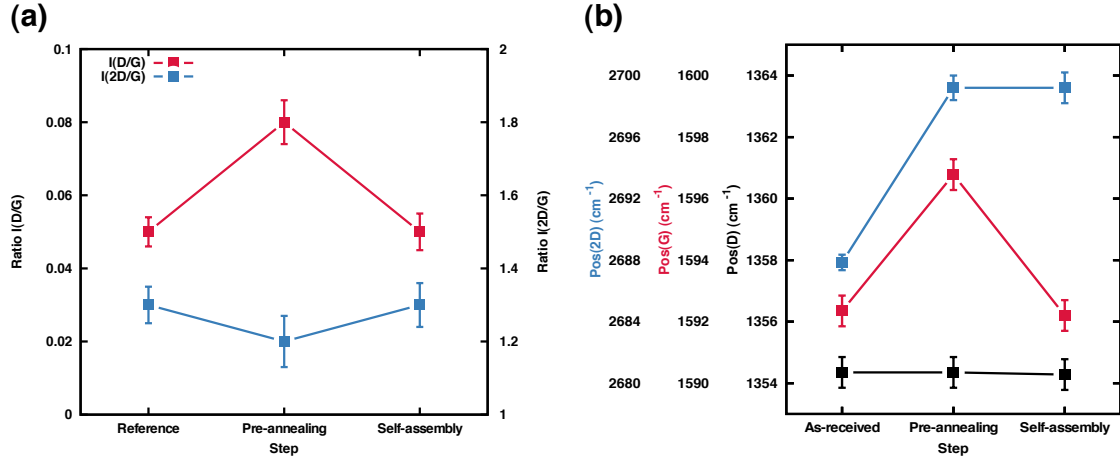 (a)
Ratio I(D/G)
0.1
0.08
0.06
0.04
0.02
0
I(D/G)
I(2D/G)
2
1.8
1.6
1.4
1.2
1
Ratio I(2D/G)
Reference Pre-annealing Self-assembly
Step
(b)
Pos(2D) (cm⁻¹)
2700
2696
2692
2688
2684
2680
Pos(G) (cm⁻¹)
1600
1598
1596
1594
1592
1590
Pos(D) (cm⁻¹)
1364
1362
1360
1358
1356
1354
As-received Pre-annealing Self-assembly
Step